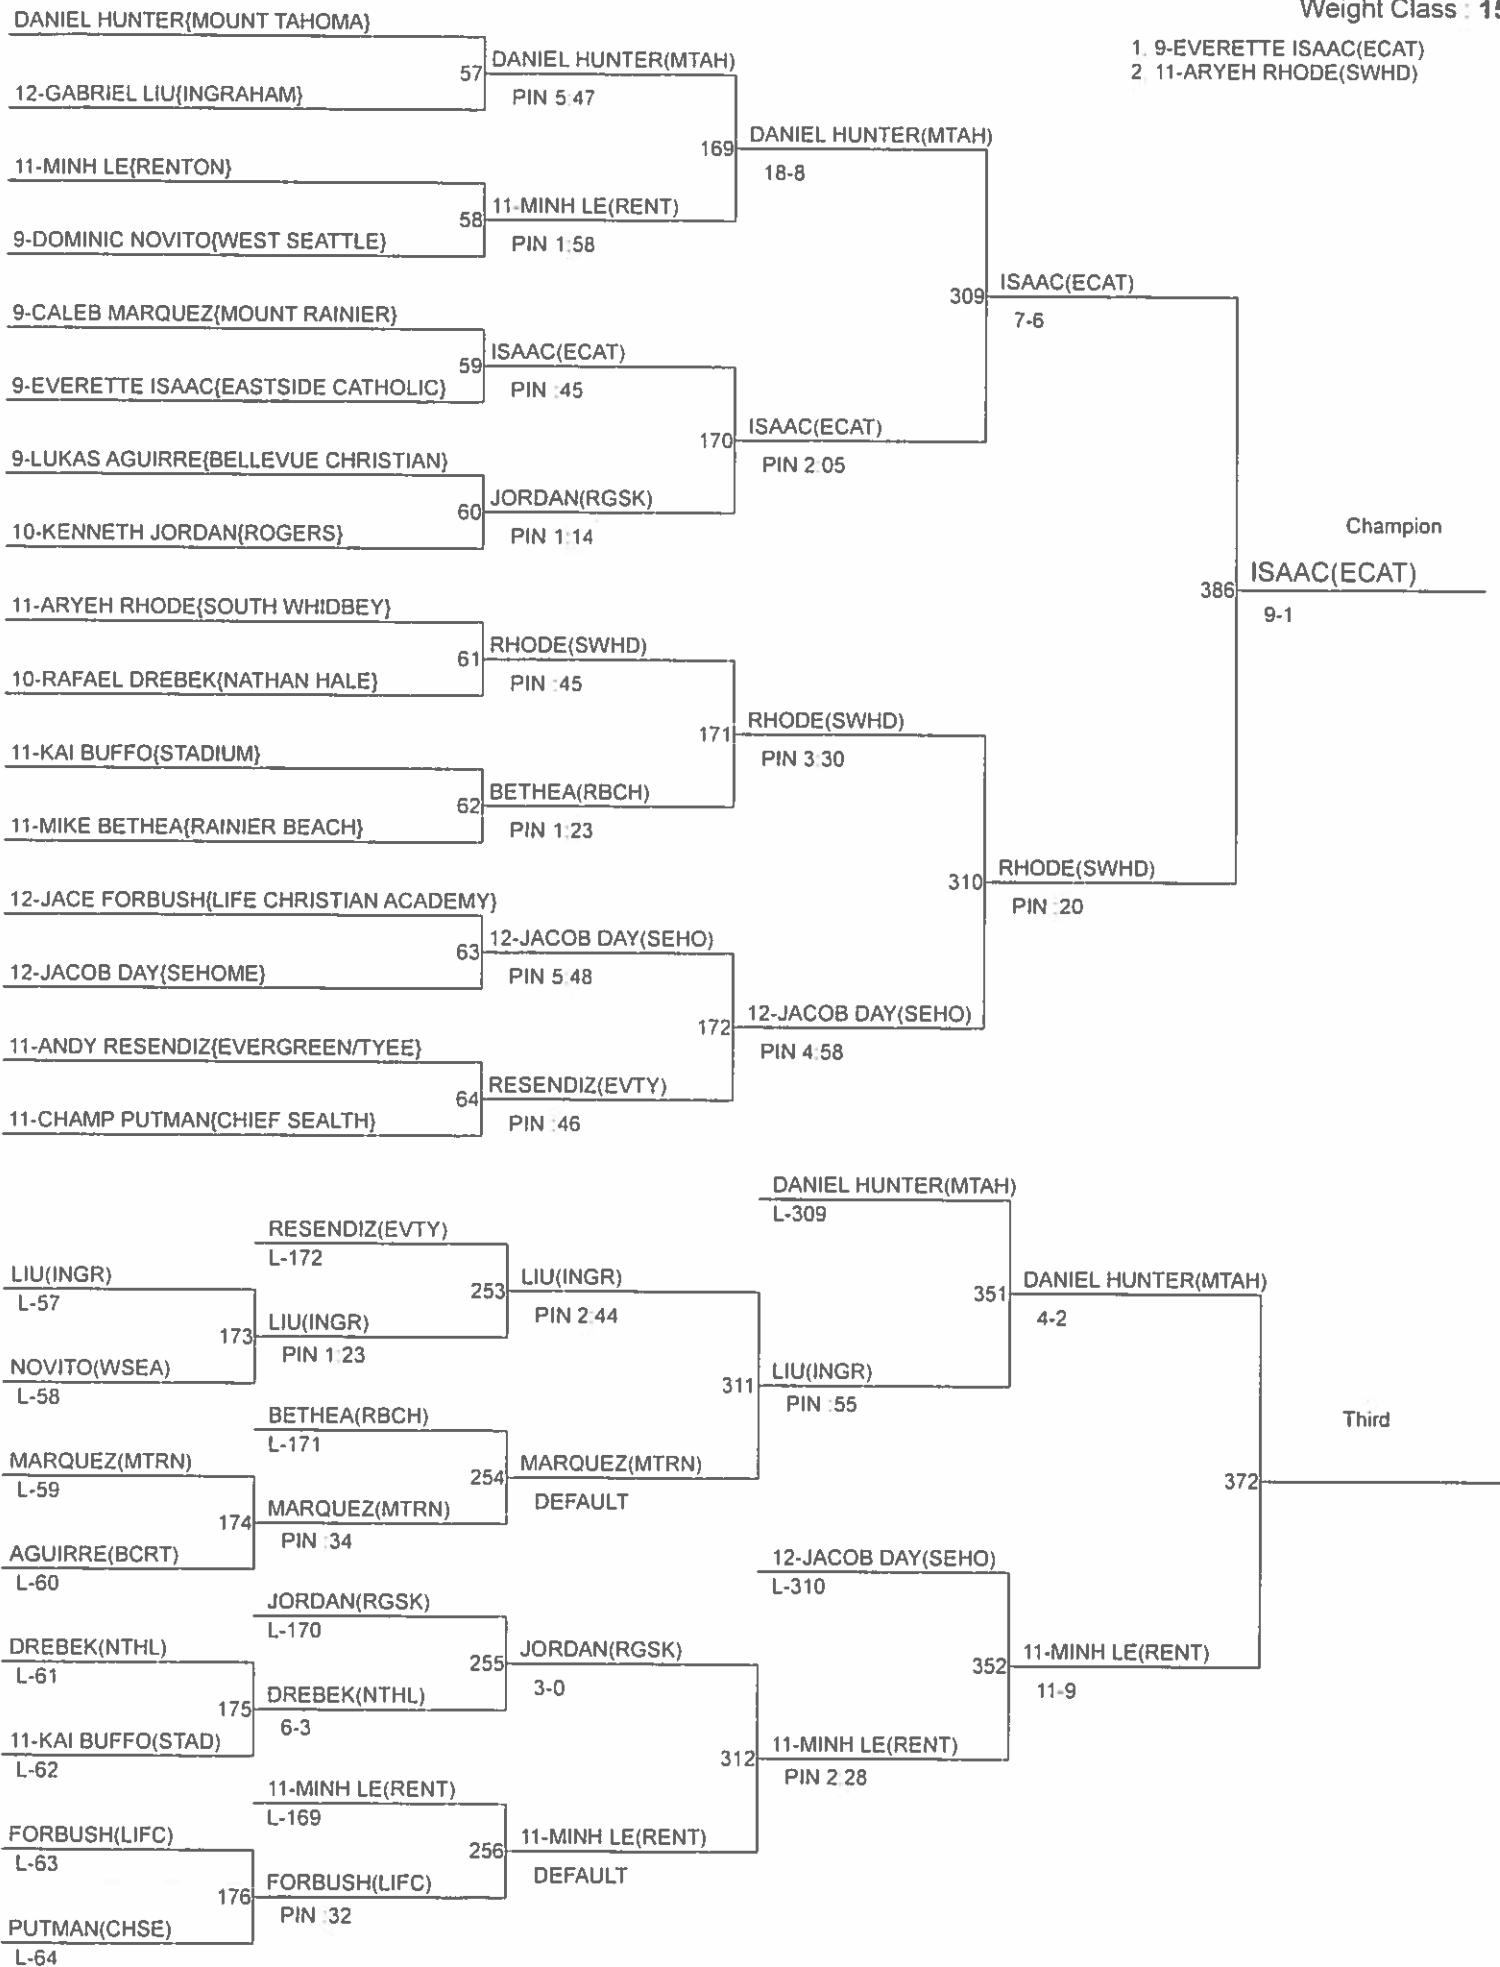 Weight Class : 15
1. 9-EVERETTE ISAAC(ECAT)
2 11-ARYEH RHODE(SWHD)
DANIEL HUNTER{MOUNT TAHOMA}
57
DANIEL HUNTER(MTAH)
PIN 5:47
12-GABRIEL LIU{INGRAHAM}
169
DANIEL HUNTER(MTAH)
18-8
11-MINH LE{RENTON}
58
11-MINH LE(RENT)
PIN 1:58
9-DOMINIC NOVITO{WEST SEATTLE}
309
ISAAC(ECAT)
7-6
9-CALEB MARQUEZ{MOUNT RAINIER}
59
ISAAC(ECAT)
PIN :45
9-EVERETTE ISAAC{EASTSIDE CATHOLIC}
170
ISAAC(ECAT)
PIN 2:05
9-LUKAS AGUIRRE{BELLEVUE CHRISTIAN}
60
JORDAN(RGSK)
PIN 1:14
10-KENNETH JORDAN{ROGERS}
Champion
386
ISAAC(ECAT)
9-1
11-ARYEH RHODE{SOUTH WHIDBEY}
61
RHODE(SWHD)
PIN :45
10-RAFAEL DREBEK{NATHAN HALE}
171
RHODE(SWHD)
PIN 3:30
11-KAI BUFFO{STADIUM}
62
BETHEA(RBCH)
PIN 1:23
11-MIKE BETHEA{RAINIER BEACH}
310
RHODE(SWHD)
PIN :20
12-JACE FORBUSH{LIFE CHRISTIAN ACADEMY}
63
12-JACOB DAY(SEHO)
PIN 5:48
12-JACOB DAY{SEHOME}
172
12-JACOB DAY(SEHO)
PIN 4:58
11-ANDY RESENDIZ{EVERGREEN/TYEE}
64
RESENDIZ(EVTY)
PIN :46
11-CHAMP PUTMAN{CHIEF SEALTH}
DANIEL HUNTER(MTAH)
L-309
RESENDIZ(EVTY)
L-172
LIU(INGR)
L-57
253
LIU(INGR)
PIN 2:44
351
DANIEL HUNTER(MTAH)
4-2
173
LIU(INGR)
PIN 1:23
NOVITO(WSEA)
L-58
311
LIU(INGR)
PIN :55
BETHEA(RBCH)
L-171
Third
MARQUEZ(MTRN)
L-59
254
MARQUEZ(MTRN)
DEFAULT
372
174
MARQUEZ(MTRN)
PIN :34
AGUIRRE(BCRT)
L-60
12-JACOB DAY(SEHO)
L-310
JORDAN(RGSK)
L-170
DREBEK(NTHL)
L-61
255
JORDAN(RGSK)
3-0
352
11-MINH LE(RENT)
11-9
175
DREBEK(NTHL)
6-3
11-KAI BUFFO(STAD)
L-62
312
11-MINH LE(RENT)
PIN 2:28
11-MINH LE(RENT)
L-169
FORBUSH(LIFC)
L-63
256
11-MINH LE(RENT)
DEFAULT
176
FORBUSH(LIFC)
PIN :32
PUTMAN(CHSE)
L-64